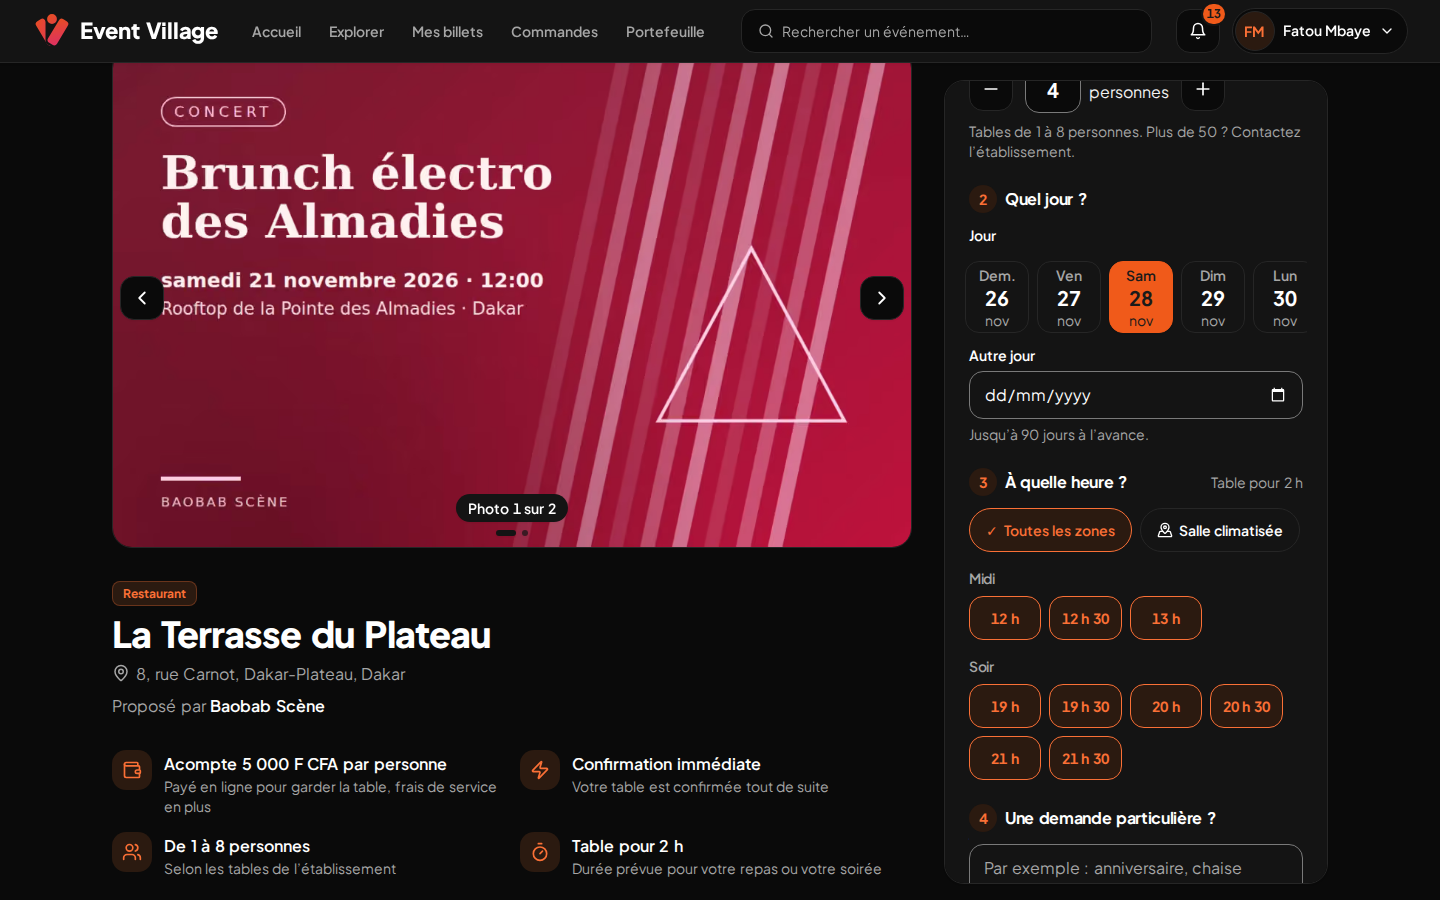 Event Village
Accueil
Explorer
Mes billets
Commandes
Portefeuille
Rechercher un événement...
13
FM
Fatou Mbaye
CONCERT
Brunch électro
des Almadies
samedi 21 novembre 2026 · 12:00
Rooftop de la Pointe des Almadies · Dakar
BAOBAB SCÈNE
Photo 1 sur 2
Restaurant
La Terrasse du Plateau
8, rue Carnot, Dakar-Plateau, Dakar
Proposé par Baobab Scène
Acompte 5 000 F CFA par personne
Payé en ligne pour garder la table, frais de service
en plus
Confirmation immédiate
Votre table est confirmée tout de suite
De 1 à 8 personnes
Selon les tables de l'établissement
Table pour 2 h
Durée prévue pour votre repas ou votre soirée
4 personnes
Tables de 1 à 8 personnes. Plus de 50 ? Contactez
l'établissement.
2 Quel jour ?
Jour
Dem. Ven Sam Dim Lun
26 27 28 29 30
nov nov nov nov nov
Autre jour
dd/mm/yyyy
Jusqu'à 90 jours à l'avance.
3 À quelle heure ? Table pour 2 h
✓ Toutes les zones Salle climatisée
Midi
12 h 12 h 30 13 h
Soir
19 h 19 h 30 20 h 20 h 30
21 h 21 h 30
4 Une demande particulière ?
Par exemple : anniversaire, chaise